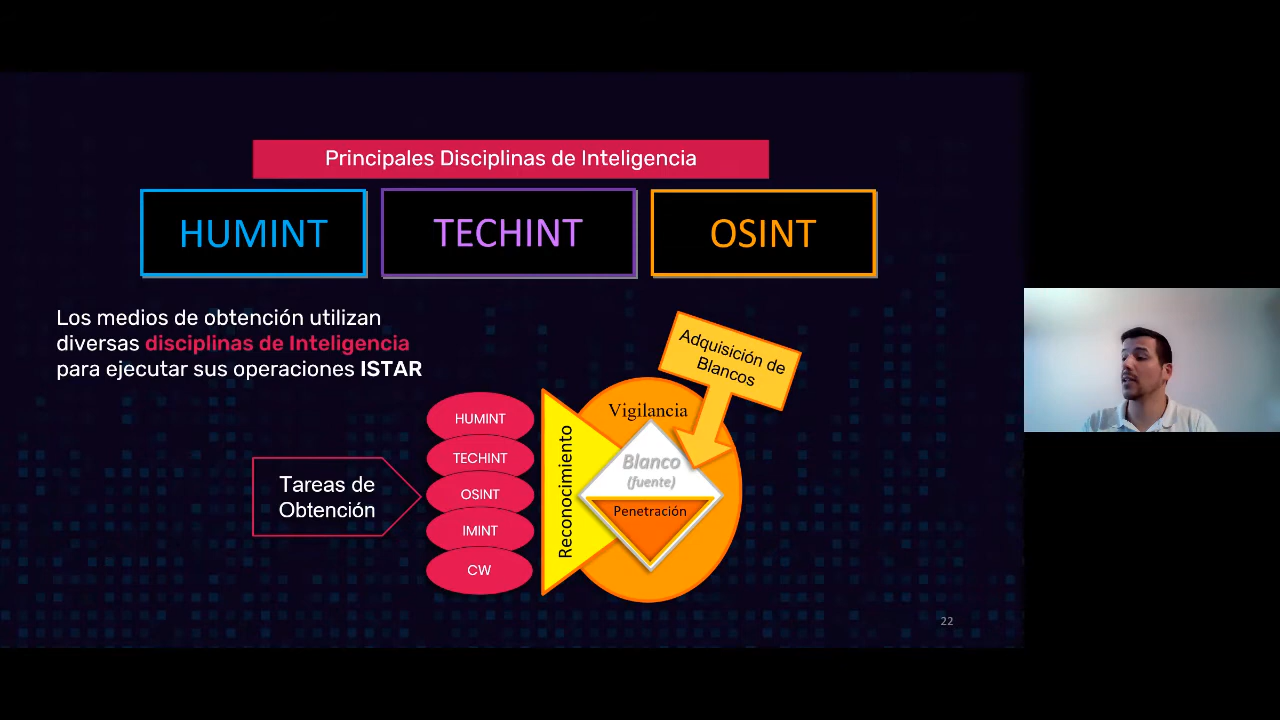 Principales Disciplinas de Inteligencia
HUMINT
TECHINT
OSINT
Los medios de obtención utilizan
diversas disciplinas de Inteligencia
para ejecutar sus operaciones ISTAR
Adquisición de
Blancos
Tareas de
Obtención
HUMINT
TECHINT
OSINT
IMINT
CW
Reconocimiento
Vigilancia
Blanco
(fuente)
Penetración
22